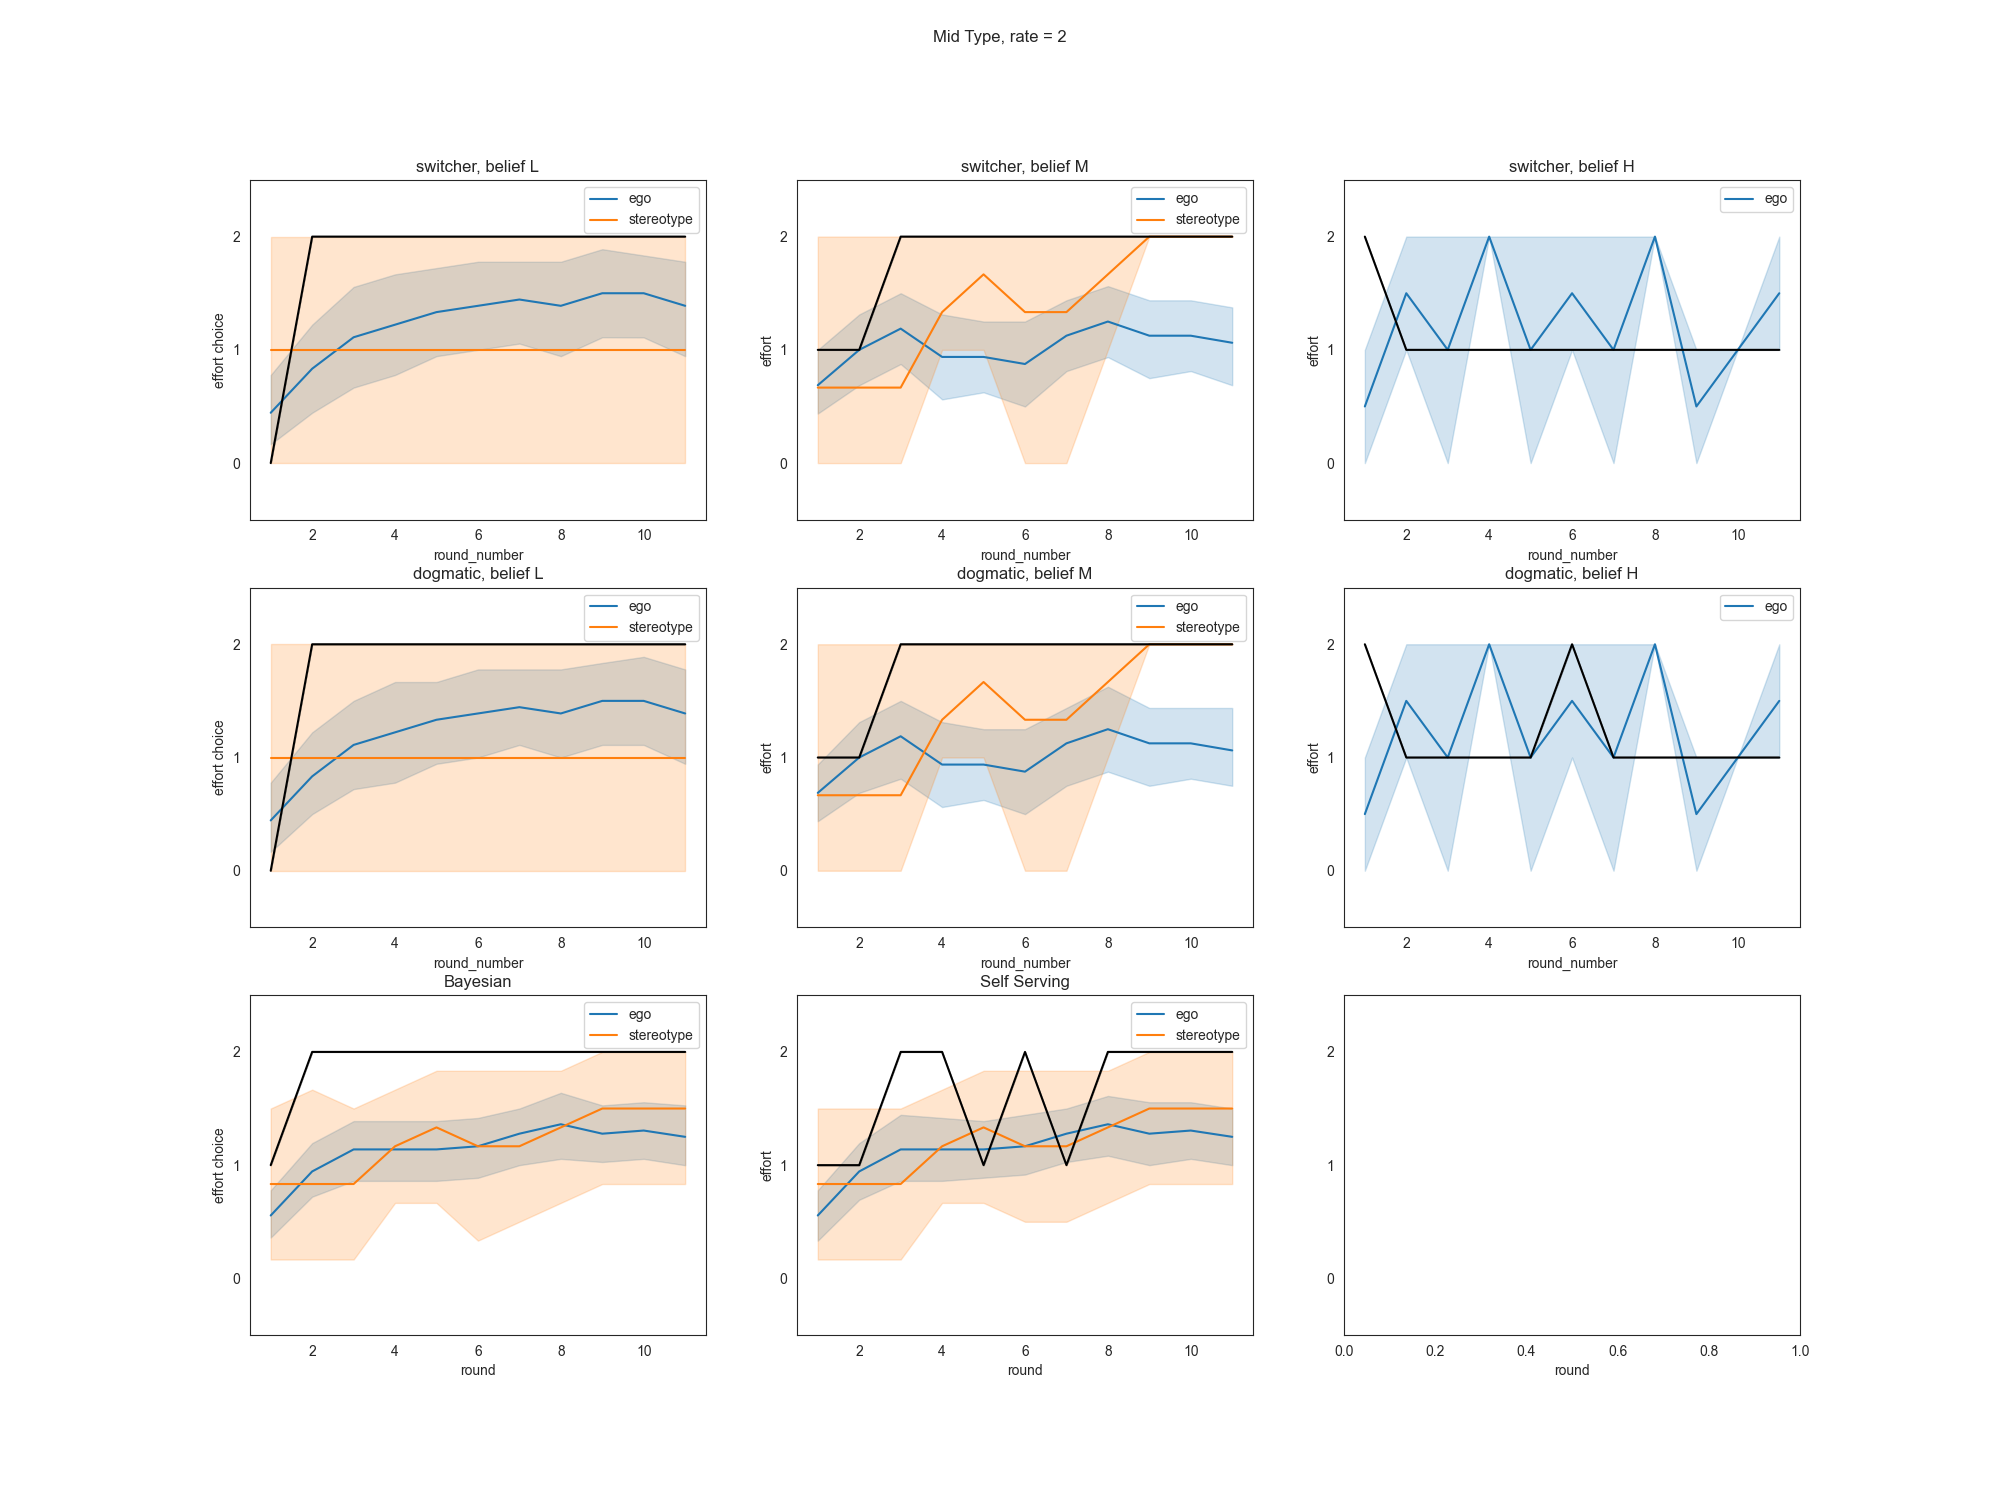 Mid Type, rate = 2
switcher, belief L
ego
stereotype
2
1
0
effort choice
2 4 6 8 10
round_number
switcher, belief M
ego
stereotype
2
1
0
effort
2 4 6 8 10
round_number
switcher, belief H
ego
2
1
0
effort
2 4 6 8 10
round_number
dogmatic, belief L
ego
stereotype
2
1
0
effort choice
2 4 6 8 10
round_number
dogmatic, belief M
ego
stereotype
2
1
0
effort
2 4 6 8 10
round_number
dogmatic, belief H
ego
2
1
0
effort
2 4 6 8 10
round_number
Bayesian
ego
stereotype
2
1
0
effort choice
2 4 6 8 10
round
Self Serving
ego
stereotype
2
1
0
effort
2 4 6 8 10
round
2
1
0
0.0 0.2 0.4 0.6 0.8 1.0
round